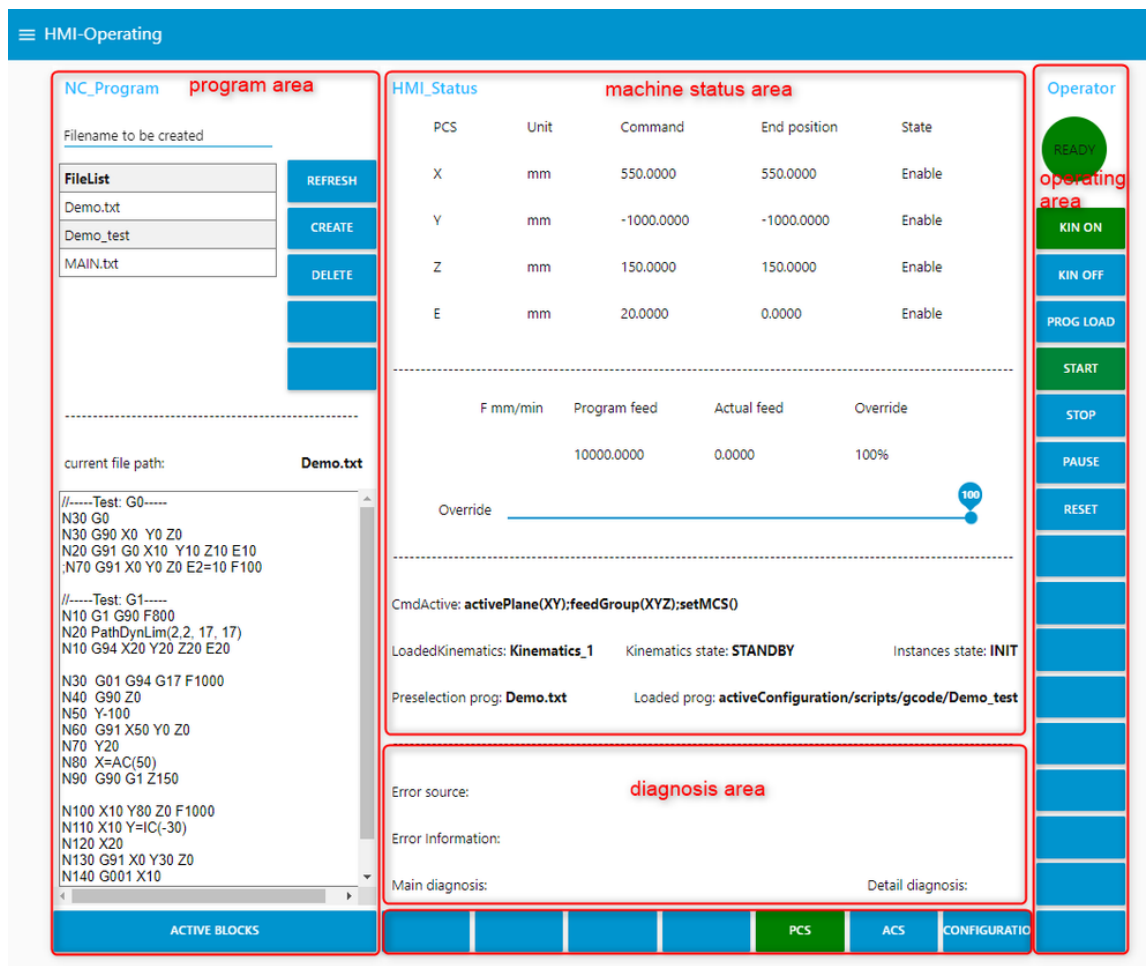 HMI-Operating
NC_Program
program area
Filename to be created
FileList
Demo.txt
Demo_test
MAIN.txt
REFRESH
CREATE
DELETE
----------------------------------------------------
current file path: Demo.txt
//-----Test: G0-----
N30 G0
N30 G90 X0  Y0 Z0
N20 G91 G0 X10  Y10 Z10 E10
;N70 G91 X0 Y0 Z0 E2=10 F100
//-----Test: G1-----
N10 G1 G90 F800
N20 PathDynLim(2,2, 17, 17)
N10 G94 X20 Y20 Z20 E20
N30  G01 G94 G17 F1000
N40  G90 Z0
N50  Y-100
N60  G91 X50 Y0 Z0
N70  Y20
N80  X=AC(50)
N90  G90 G1 Z150
N100 X10 Y80 Z0 F1000
N110 X10 Y=IC(-30)
N120 X20
N130 G91 X0 Y30 Z0
N140 G001 X10
ACTIVE BLOCKS
HMI_Status
machine status area
PCS Unit Command End position State
X mm 550.0000 550.0000 Enable
Y mm -1000.0000 -1000.0000 Enable
Z mm 150.0000 150.0000 Enable
E mm 20.0000 0.0000 Enable
F mm/min Program feed Actual feed Override
10000.0000 0.0000 100%
Override 100
CmdActive: activePlane(XY);feedGroup(XYZ);setMCS()
LoadedKinematics: Kinematics_1 Kinematics state: STANDBY Instances state: INIT
Preselection prog: Demo.txt Loaded prog: activeConfiguration/scripts/gcode/Demo_test
diagnosis area
Error source:
Error Information:
Main diagnosis: Detail diagnosis:
PCS
ACS
CONFIGURATIO
Operator
READY
operating
area
KIN ON
KIN OFF
PROG LOAD
START
STOP
PAUSE
RESET